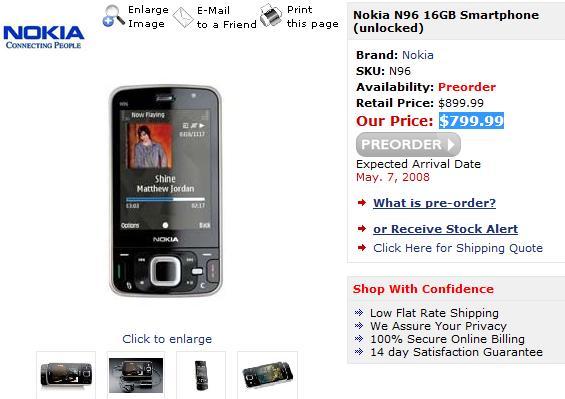 NOKIA
CONNECTING PEOPLE
Enlarge
Image
E-Mail
to a Friend
Print
this page
N96
Now Playing
Shine
Matthew Jordan
02:17
Options
Back
NOKIA
Click to enlarge
Nokia N96 16GB Smartphone
(unlocked)
Brand: Nokia
SKU: N96
Availability: Preorder
Retail Price: $899.99
Our Price: $799.99
PREORDER
Expected Arrival Date
May. 7, 2008
What is pre-order?
or Receive Stock Alert
Click Here for Shipping Quote
Shop With Confidence
Low Flat Rate Shipping
We Assure Your Privacy
100% Secure Online Billing
14 day Satisfaction Guarantee